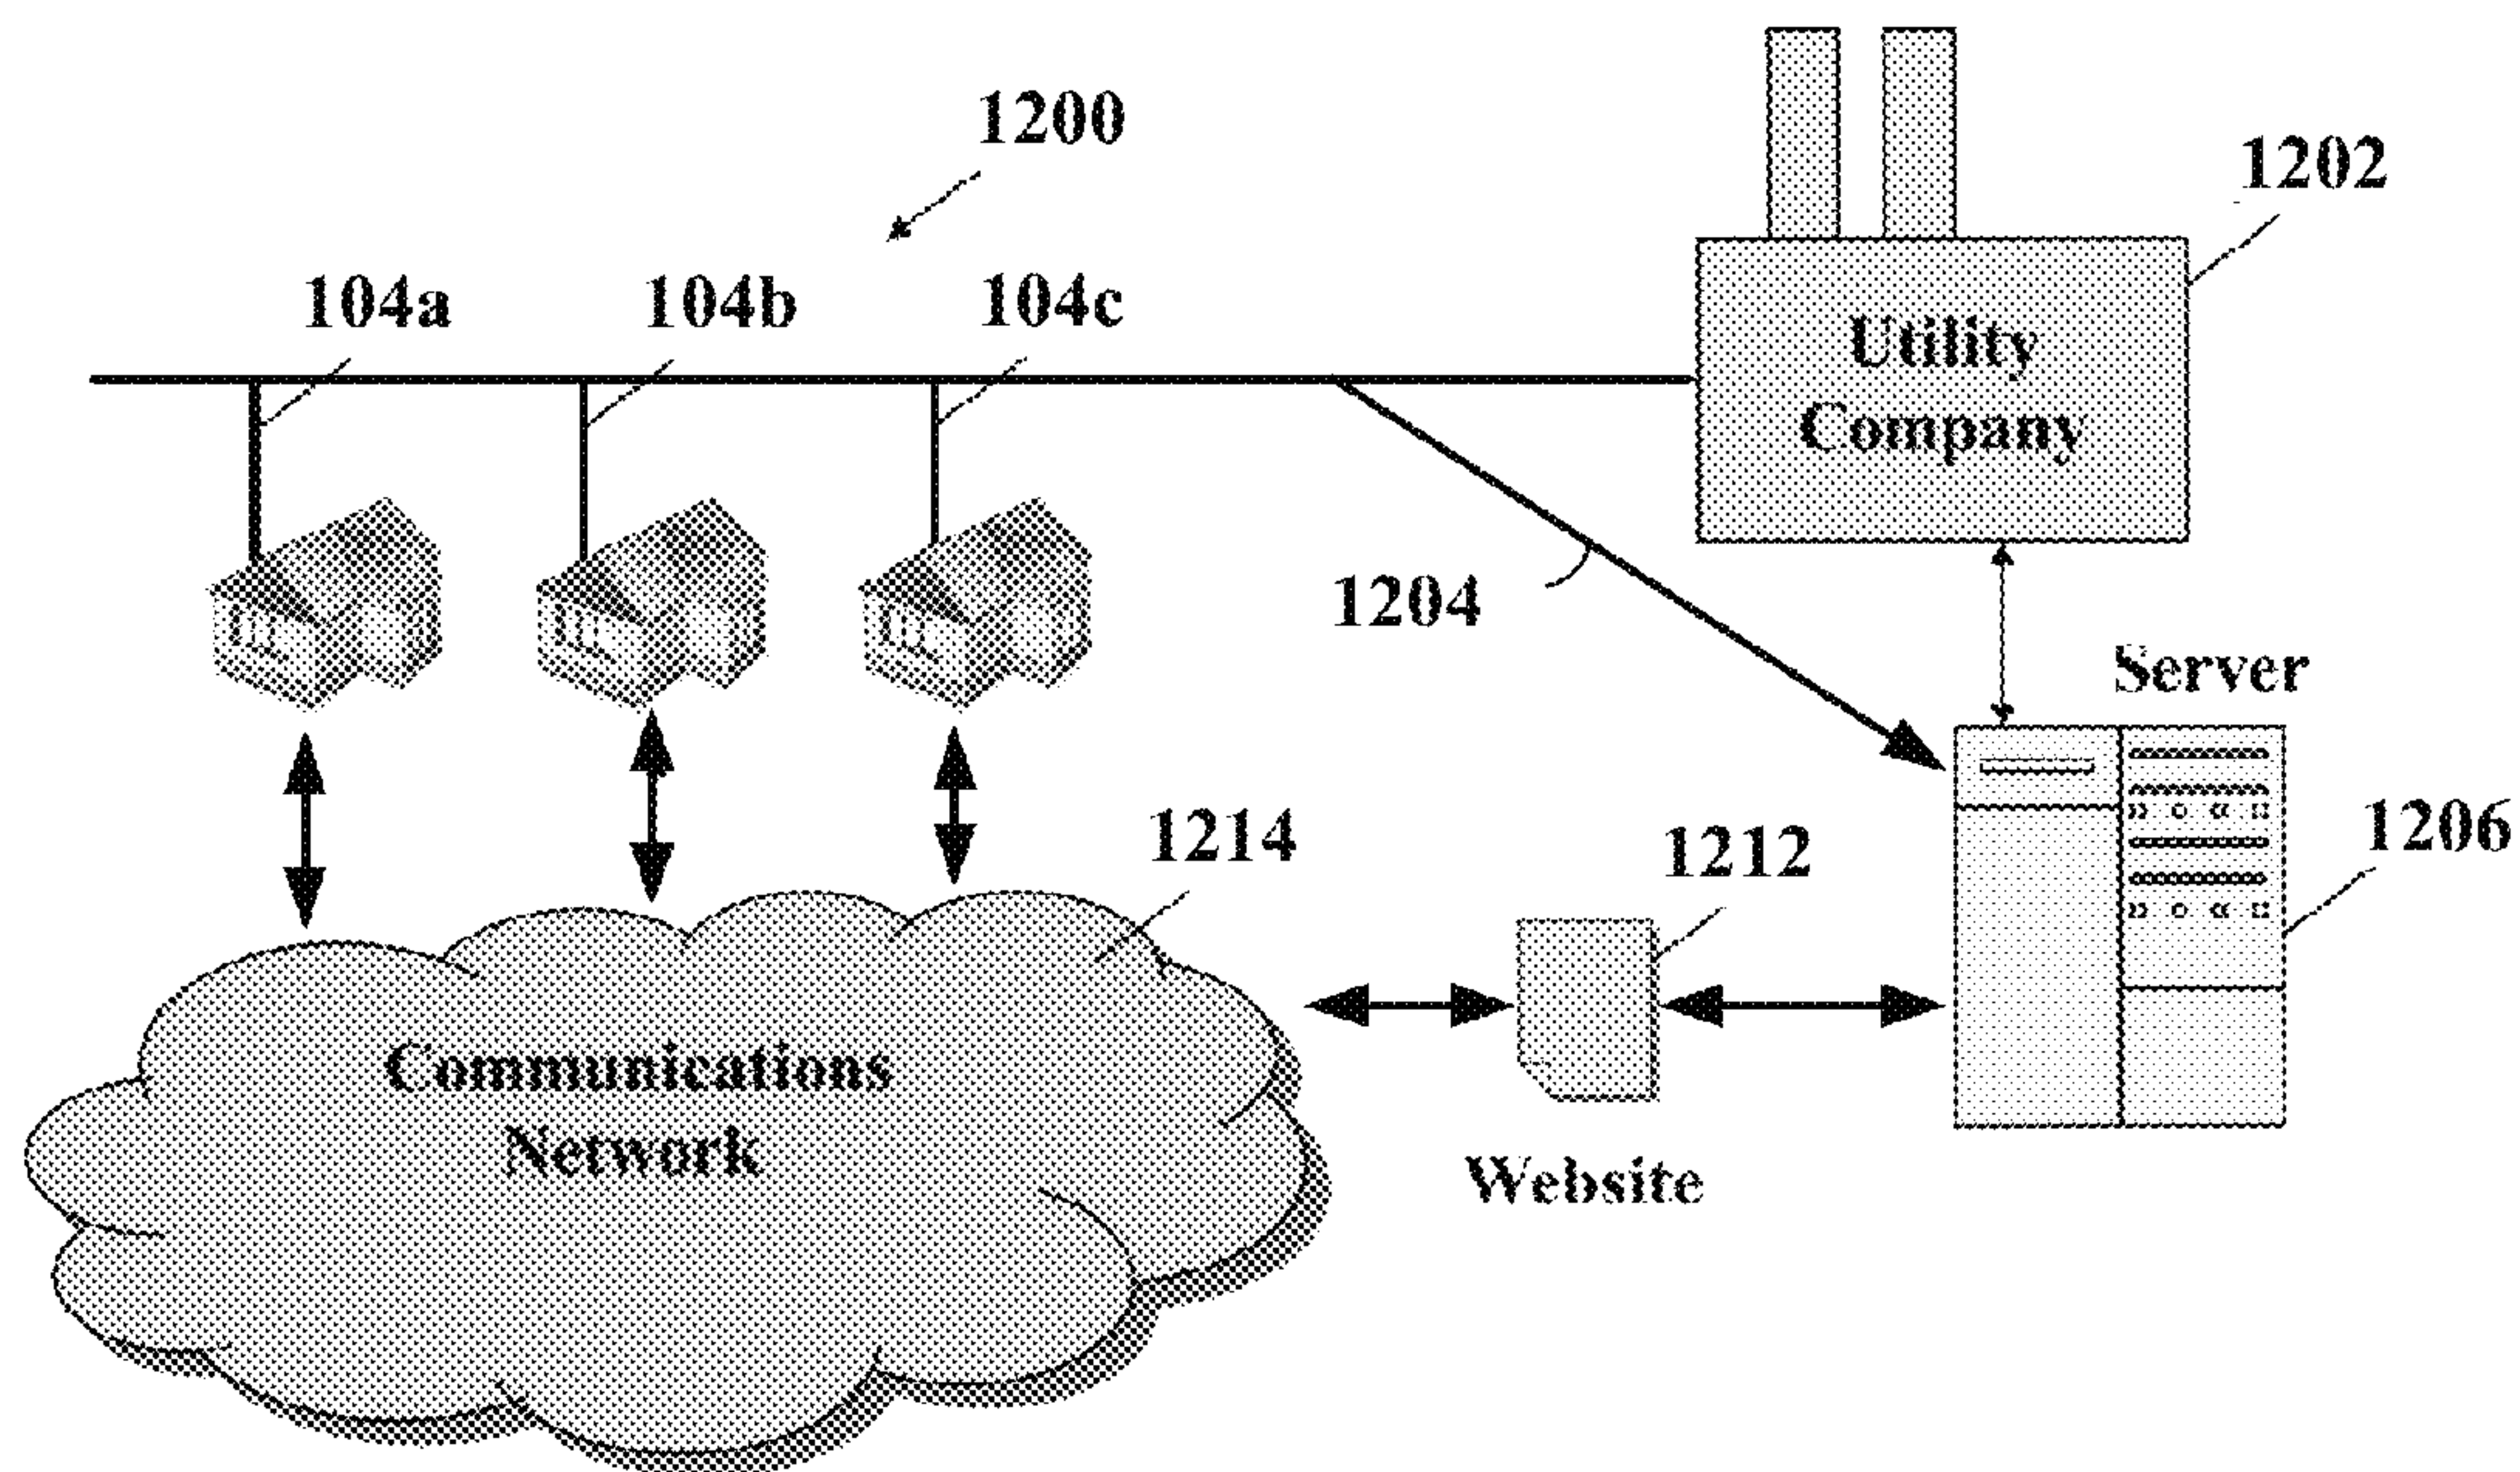 1200
1202
104a
104b
104c
Utility
Company
1204
Server
1214
1212
1206
Communications
Network
Website